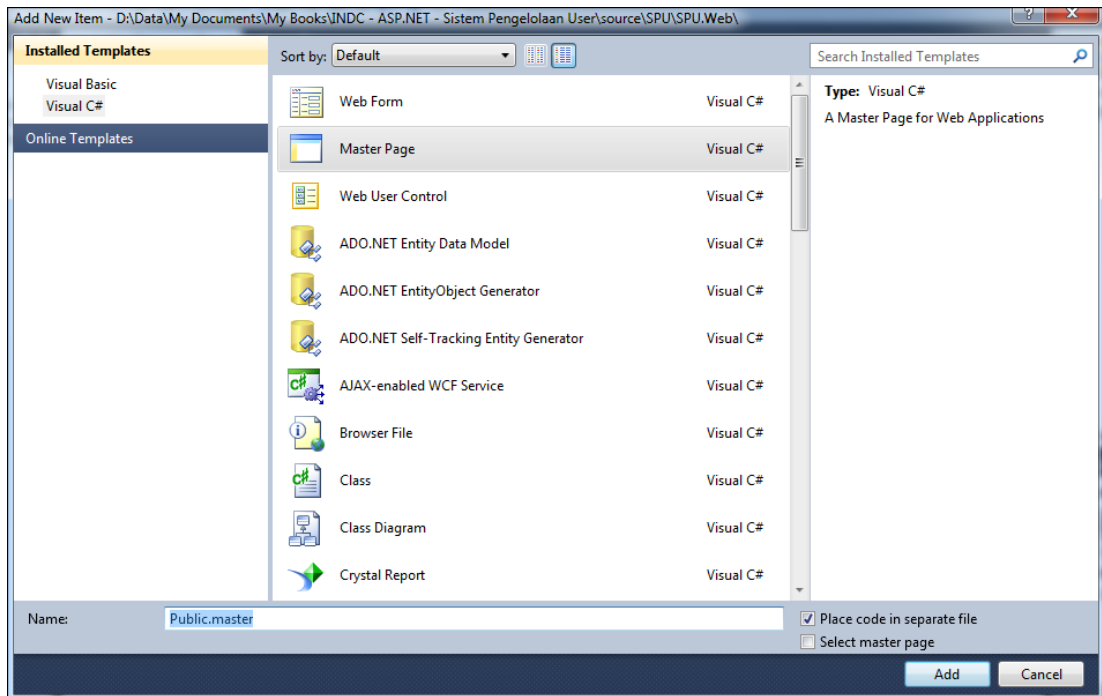 Add New Item - D:\Data\My Documents\My Books\INDC - ASP.NET - Sistem Pengelolaan User\source\SPU\SPU.Web\
Installed Templates
Visual Basic
Visual C#
Online Templates
Sort by: Default
Web Form Visual C#
Master Page Visual C#
Web User Control Visual C#
ADO.NET Entity Data Model Visual C#
ADO.NET EntityObject Generator Visual C#
ADO.NET Self-Tracking Entity Generator Visual C#
AJAX-enabled WCF Service Visual C#
Browser File Visual C#
Class Visual C#
Class Diagram Visual C#
Crystal Report Visual C#
Search Installed Templates
Type: Visual C#
A Master Page for Web Applications
Name: Public.master
Place code in separate file
Select master page
Add Cancel